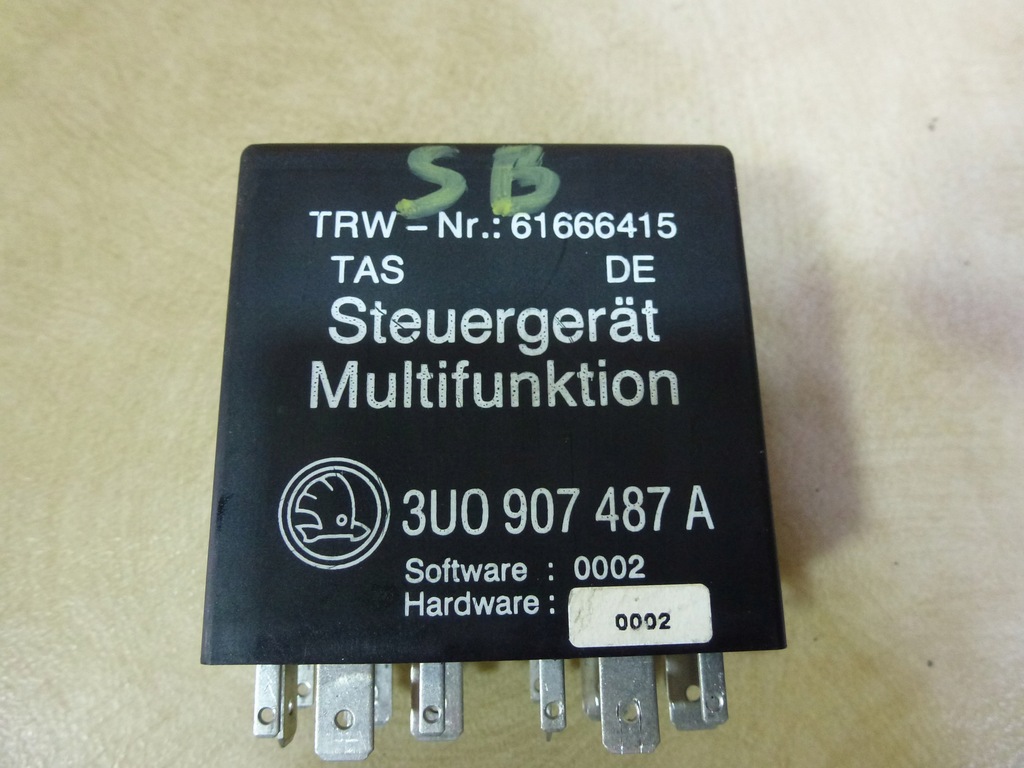 SB
TRW – Nr.: 61666415
TAS DE
Steuergerät
Multifunktion
3U0 907 487 A
Software : 0002
Hardware : 0002